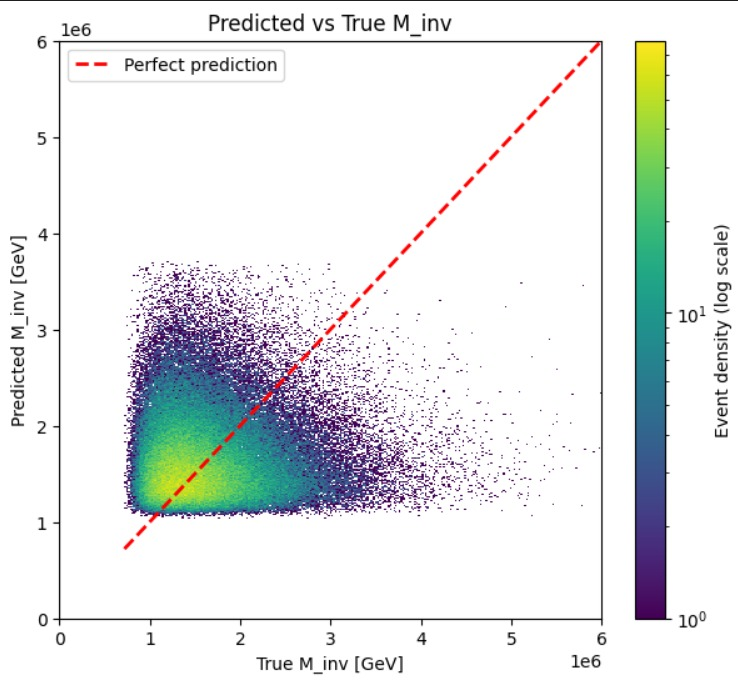 Predicted vs True M_inv
1e6
6
5
4
3
2
1
0
Predicted M_inv [GeV]
Perfect prediction
0 1 2 3 4 5 6
1e6
True M_inv [GeV]
10¹
10⁰
Event density (log scale)